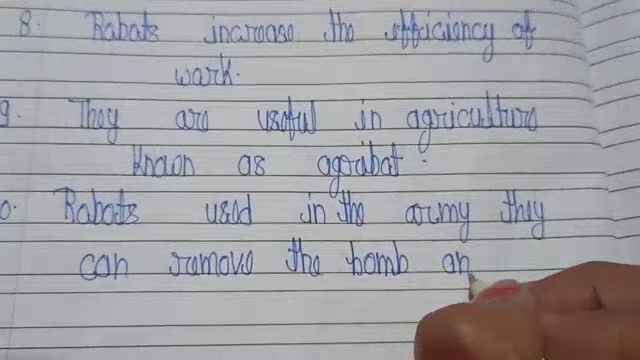 8. Robots increase the efficiency of
work.
9. They are useful in agriculture
known as agribot.
0. Robots used in the army they
can remove the bomb an